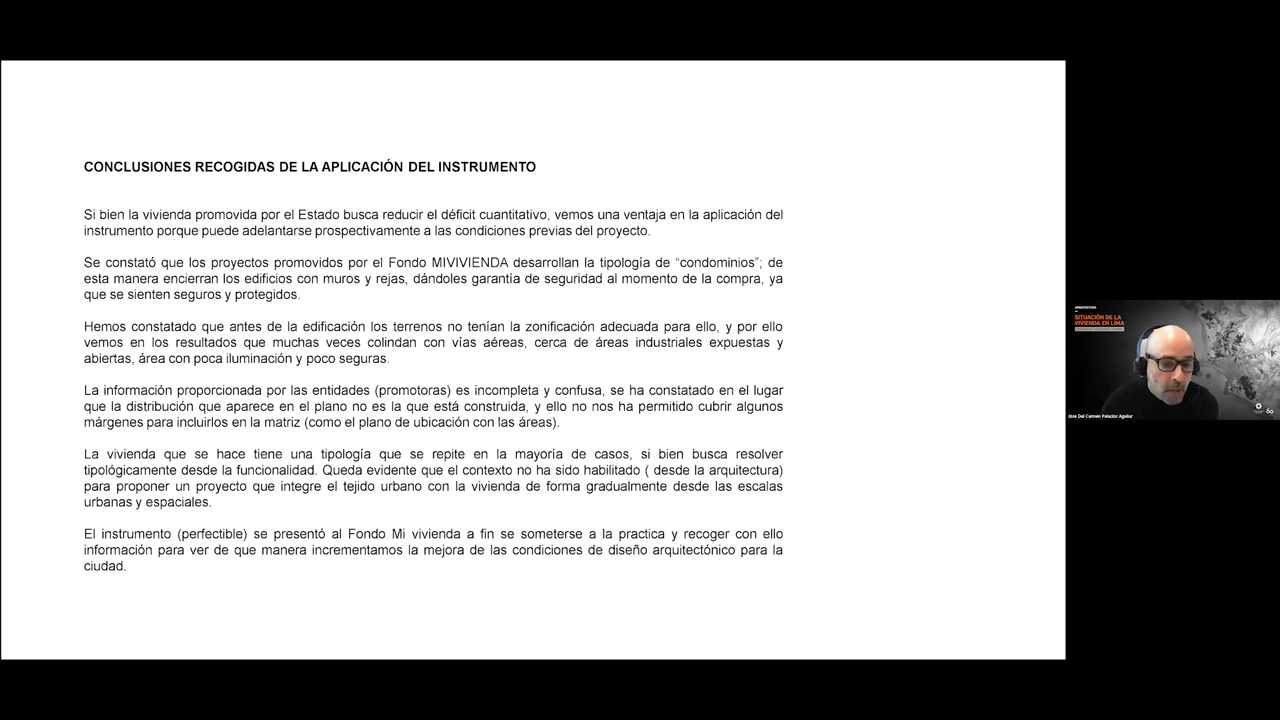 CONCLUSIONES RECOGIDAS DE LA APLICACIÓN DEL INSTRUMENTO
Si bien la vivienda promovida por el Estado busca reducir el déficit cuantitativo, vemos una ventaja en la aplicación del
instrumento porque puede adelantarse prospectivamente a las condiciones previas del proyecto.
Se constató que los proyectos promovidos por el Fondo MIVIVIENDA desarrollan la tipología de “condominios”; de
esta manera encierran los edificios con muros y rejas, dándoles garantía de seguridad al momento de la compra, ya
que se sienten seguros y protegidos.
Hemos constatado que antes de la edificación los terrenos no tenían la zonificación adecuada para ello, y por ello
vemos en los resultados que muchas veces colindan con vías aéreas, cerca de áreas industriales expuestas y
abiertas, área con poca iluminación y poco seguras.
La información proporcionada por las entidades (promotoras) es incompleta y confusa, se ha constatado en el lugar
que la distribución que aparece en el plano no es la que está construida, y ello no nos ha permitido cubrir algunos
márgenes para incluirlos en la matriz (como el plano de ubicación con las áreas).
La vivienda que se hace tiene una tipología que se repite en la mayoría de casos, si bien busca resolver
tipológicamente desde la funcionalidad. Queda evidente que el contexto no ha sido habilitado ( desde la arquitectura)
para proponer un proyecto que integre el tejido urbano con la vivienda de forma gradualmente desde las escalas
urbanas y espaciales.
El instrumento (perfectible) se presentó al Fondo Mi vivienda a fin se someterse a la practica y recoger con ello
información para ver de que manera incrementamos la mejora de las condiciones de diseño arquitectónico para la
ciudad.
ARQUITECTURA
SITUACIÓN DE LA
VIVIENDA EN LIMA
Jose Del Carmen Palacios Aguilar